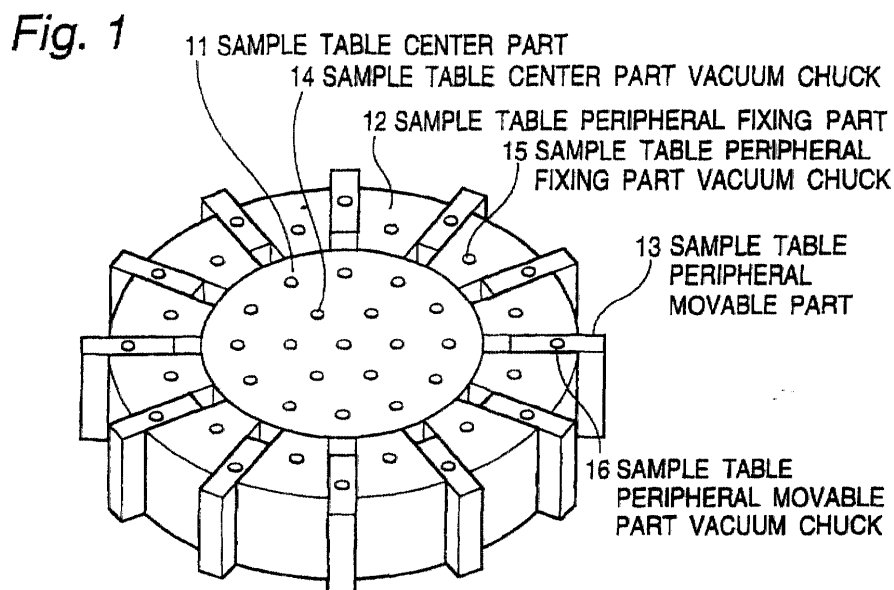 Fig. 1
11 SAMPLE TABLE CENTER PART
14 SAMPLE TABLE CENTER PART VACUUM CHUCK
12 SAMPLE TABLE PERIPHERAL FIXING PART
15 SAMPLE TABLE PERIPHERAL
FIXING PART VACUUM CHUCK
13 SAMPLE TABLE
PERIPHERAL
MOVABLE PART
16 SAMPLE TABLE
PERIPHERAL MOVABLE
PART VACUUM CHUCK